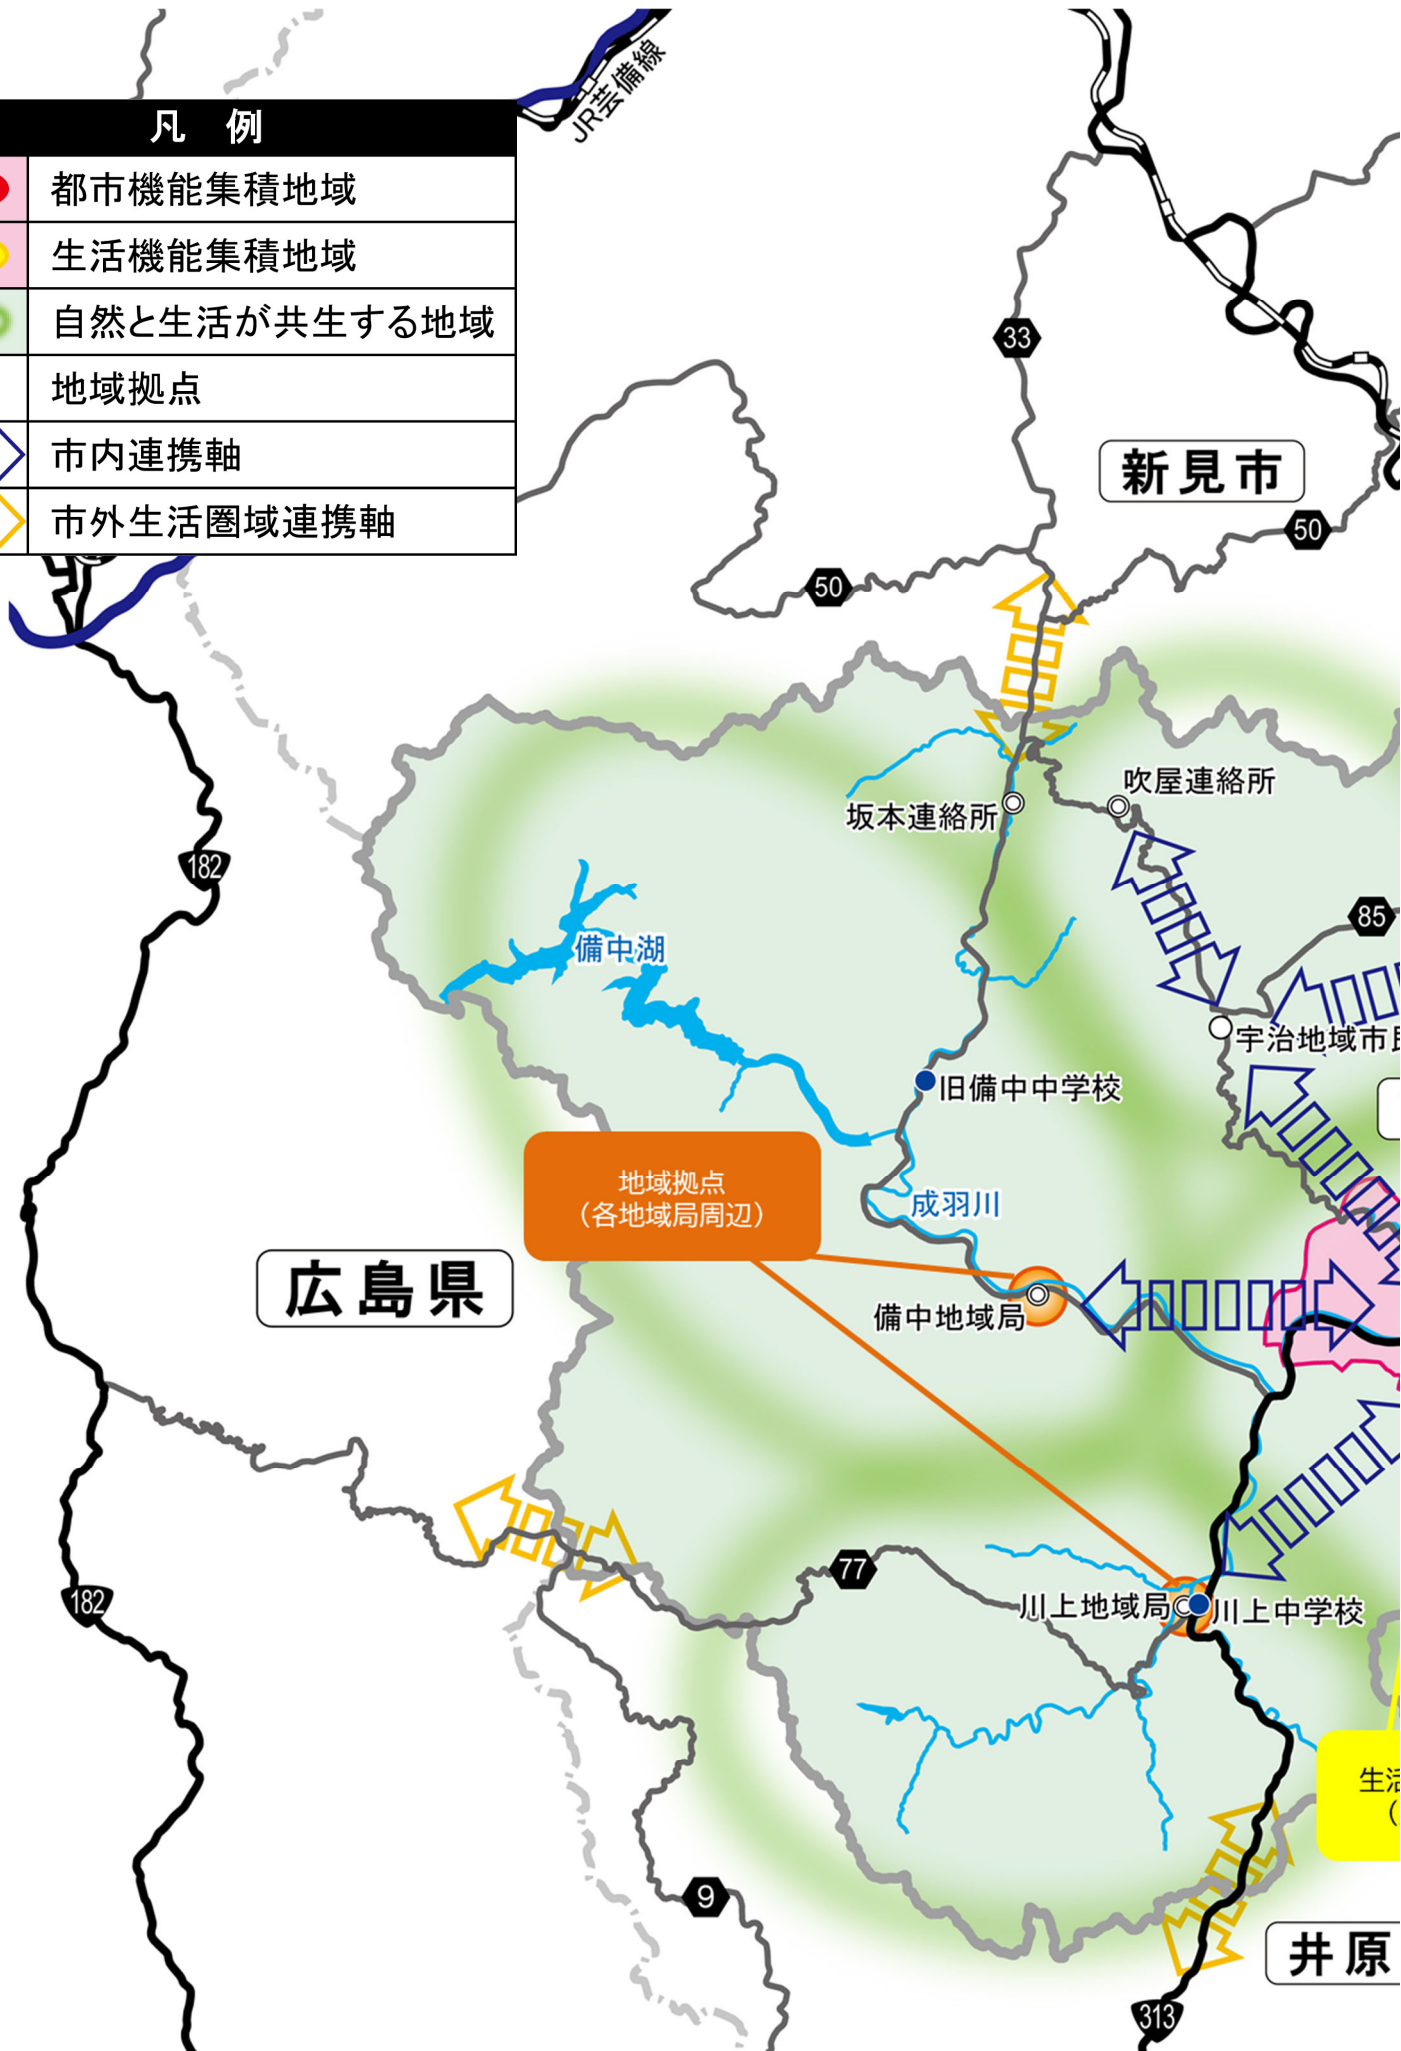 JR芸備線
凡 例
都市機能集積地域
生活機能集積地域
自然と生活が共生する地域
地域拠点
市内連携軸
市外生活圏域連携軸
33
新見市
50
50
吹屋連絡所
坂本連絡所
182
85
備中湖
宇治地域市
旧備中中学校
地域拠点
（各地域局周辺）
成羽川
広島県
備中地域局
77
182
川上地域局
川上中学校
生活
（
9
井原
313